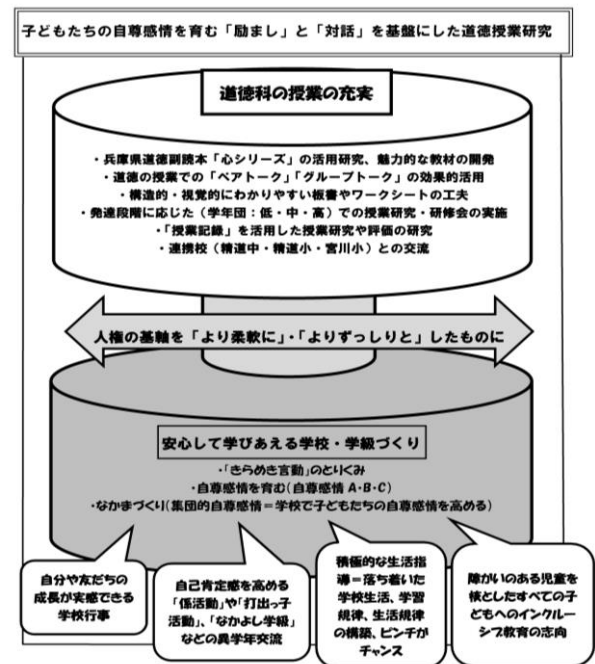 子どもたちの自尊感情を育む「励まし」と「対話」を基盤にした道徳授業研究
道徳科の授業の充実
・兵庫県道徳副読本「心シリーズ」の活用研究、魅力的な教材の開発
・道徳の授業での「ペアトーク」「グループトーク」の効果的活用
・構造的・視覚的にわかりやすい板書やワークシートの工夫
・発達段階に応じた（学年団：低・中・高）での授業研究・研修会の実施
・「授業記録」を活用した授業研究や評価の研究
・連携校（精道中・精道小・宮川小）との交流
人権の基軸を「より柔軟に」・「よりずっしりと」したものに
安心して学びあえる学校・学級づくり
・「きらめき言動」のとりくみ
・自尊感情を育む(自尊感情 A・B・C)
・なかまづくり(集団的自尊感情＝学校で子どもたちの自尊感情を高める)
自分や友だちの
成長が実感できる
学校行事
自己肯定感を高める
「係活動」や「打出っ子
活動」、「なかよし学級」
などの異学年交流
積極的な生活指
導＝落ち着いた
学校生活、学習
規律、生活規律
の構築、ピンチが
チャンス
障がいのある児童を
核としたすべての子
どもへのインクルー
シブ教育の志向